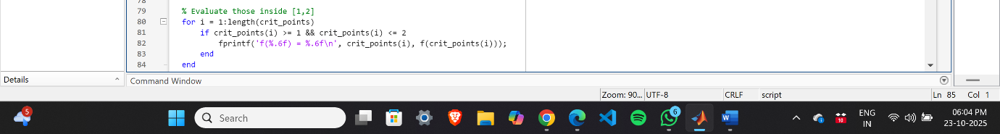 78
79 % Evaluate those inside [1,2]
80 for i = 1:length(crit_points)
81 if crit_points(i) >= 1 && crit_points(i) <= 2
82 fprintf('f(%.6f) = %.6f\n', crit_points(i), f(crit_points(i)));
83 end
84 end
Details
Command Window
Zoom: 90... UTF-8 CRLF script Ln 85 Col 1
5
Search
6
W
10
ENG
IN
06:04 PM
23-10-2025